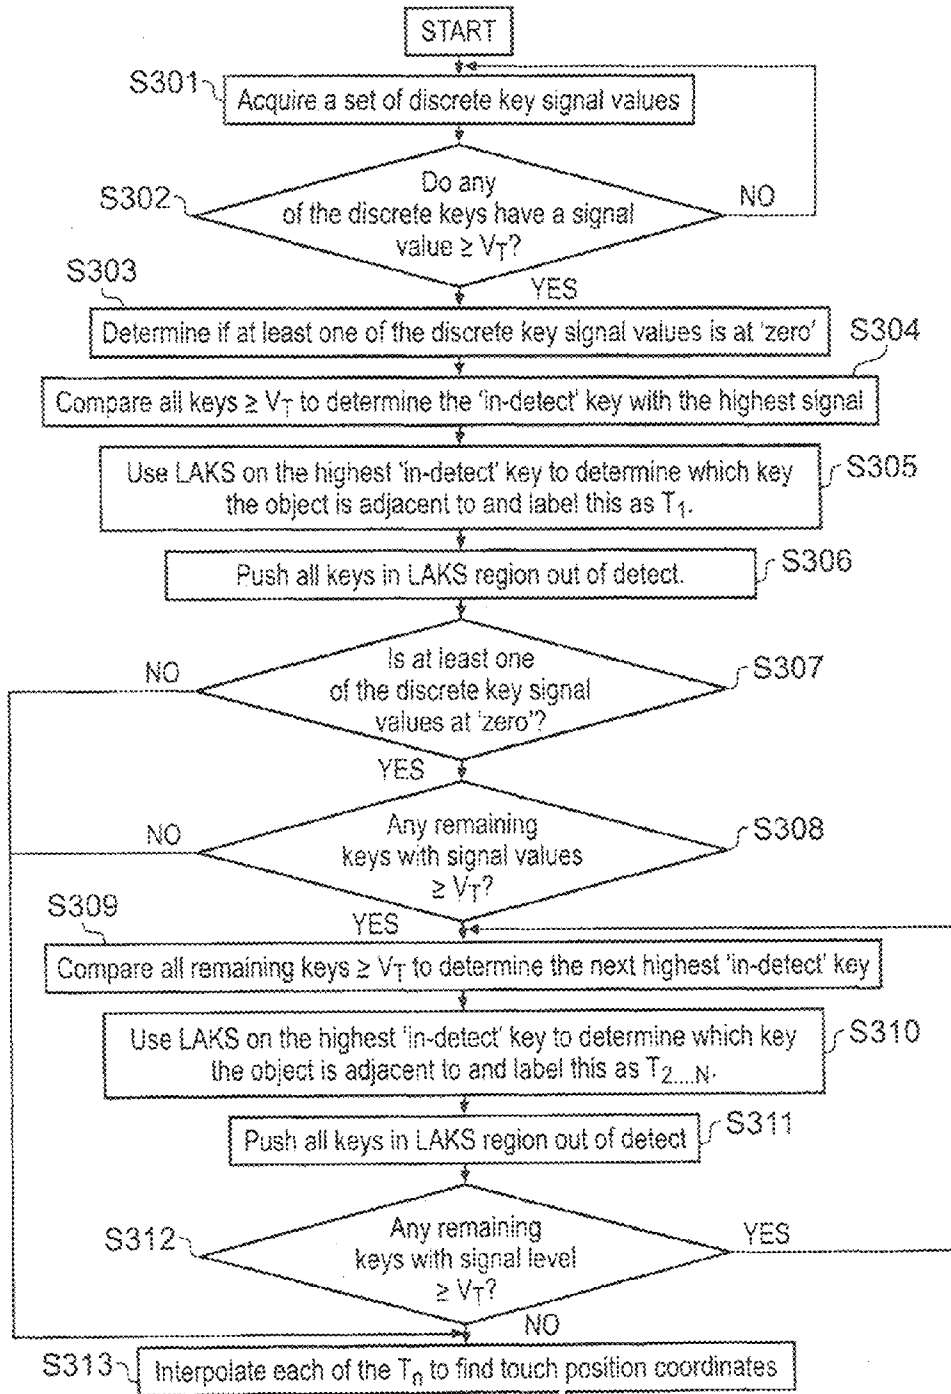 START
S301
Acquire a set of discrete key signal values
S302
Do any
of the discrete keys have a signal
value ≥ VT?
NO
YES
S303
Determine if at least one of the discrete key signal values is at 'zero'
S304
Compare all keys ≥ VT to determine the 'in-detect' key with the highest signal
Use LAKS on the highest 'in-detect' key to determine which key
the object is adjacent to and label this as T1.
S305
Push all keys in LAKS region out of detect.
S306
NO
Is at least one
of the discrete key signal
values at 'zero'?
S307
YES
NO
Any remaining
keys with signal values
≥ VT?
S308
S309
YES
Compare all remaining keys ≥ VT to determine the next highest 'in-detect' key
Use LAKS on the highest 'in-detect' key to determine which key
the object is adjacent to and label this as T2....N.
S310
Push all keys in LAKS region out of detect
S311
S312
Any remaining
keys with signal level
≥ VT?
YES
NO
S313
Interpolate each of the Tn to find touch position coordinates